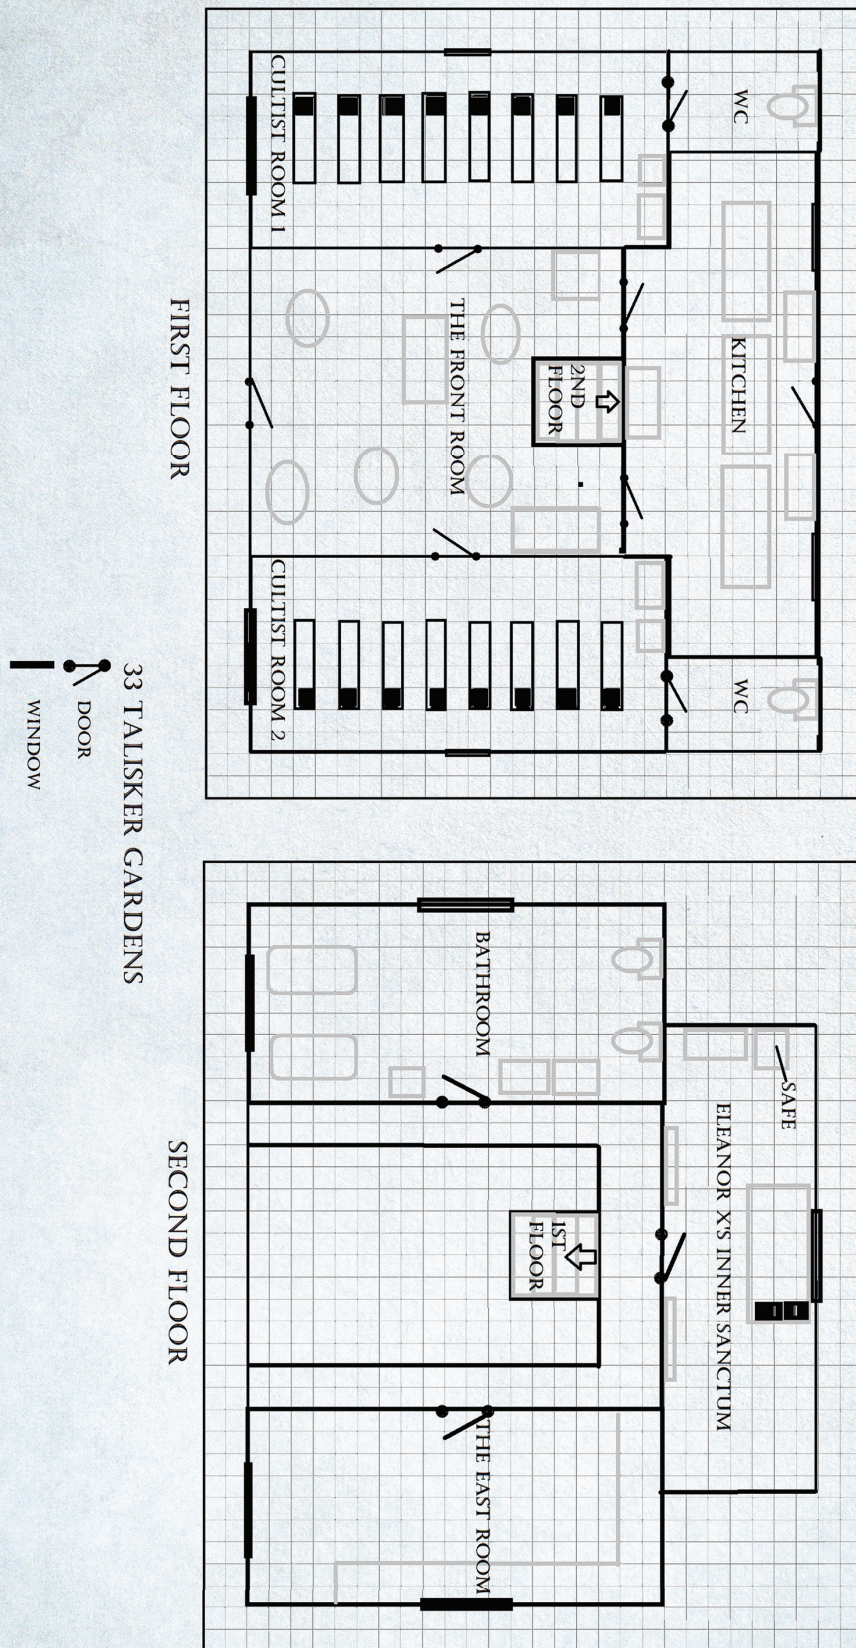 WC
KITCHEN
WC
2ND
FLOOR
THE FRONT ROOM
CULTIST ROOM 1
CULTIST ROOM 2
FIRST FLOOR
SAFE
ELEANOR X'S INNER SANCTUM
1ST
FLOOR
BATHROOM
THE EAST ROOM
SECOND FLOOR
33 TALISKER GARDENS
DOOR
WINDOW